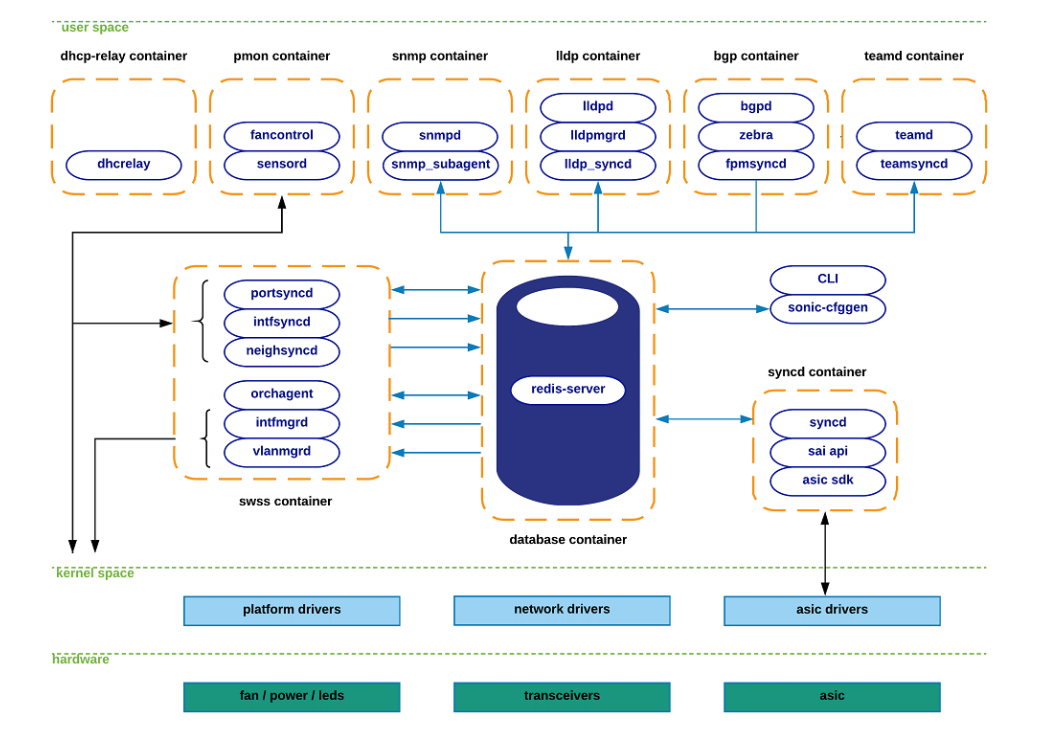 user space
dhcp-relay container
pmon container
snmp container
lldp container
bgp container
teamd container
dhcrelay
fancontrol
sensord
snmpd
snmp_subagent
lldpd
lldpmgrd
lldp_syncd
bgpd
zebra
fpmsyncd
teamd
teamsyncd
portsyncd
intfsyncd
neighsyncd
orchagent
intfmgrd
vlanmgrd
swss container
redis-server
database container
CLI
sonic-cfggen
syncd container
syncd
sai api
asic sdk
kernel space
platform drivers
network drivers
asic drivers
hardware
fan / power / leds
transceivers
asic